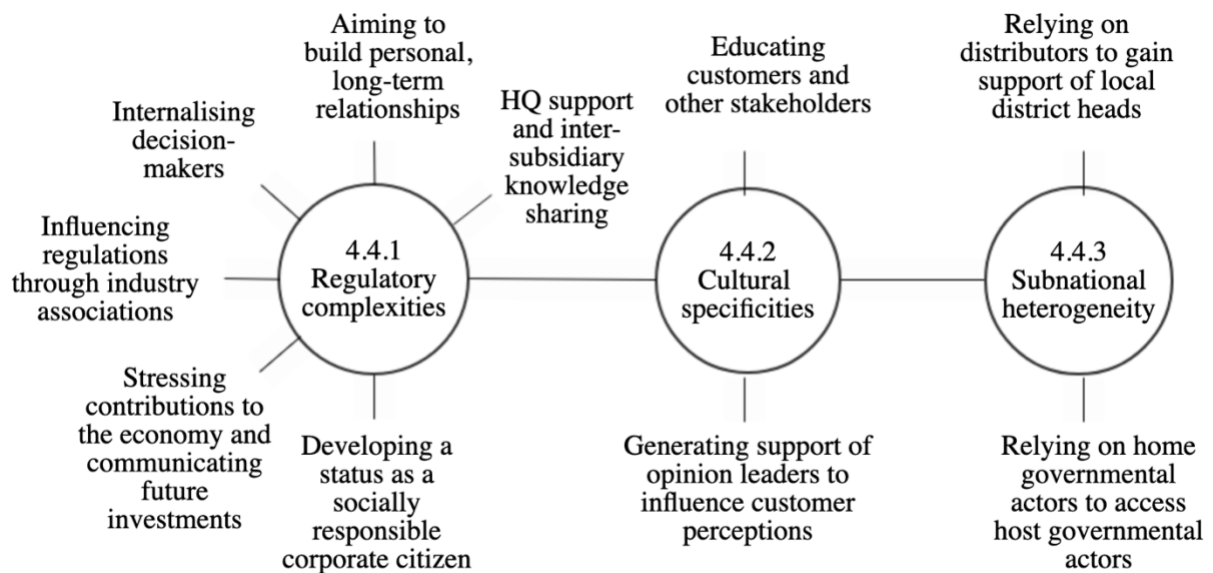 Aiming to
build personal,
long-term
relationships
Internalising
decision-
makers
HQ support
and inter-
subsidiary
knowledge
sharing
Influencing
regulations
through industry
associations
4.4.1
Regulatory
complexities
Stressing
contributions to
the economy and
communicating
future
investments
Developing a
status as a
socially
responsible
corporate citizen
Educating
customers and
other stakeholders
4.4.2
Cultural
specificities
Generating support of
opinion leaders to
influence customer
perceptions
Relying on
distributors to gain
support of local
district heads
4.4.3
Subnational
heterogeneity
Relying on home
governmental
actors to access
host governmental
actors